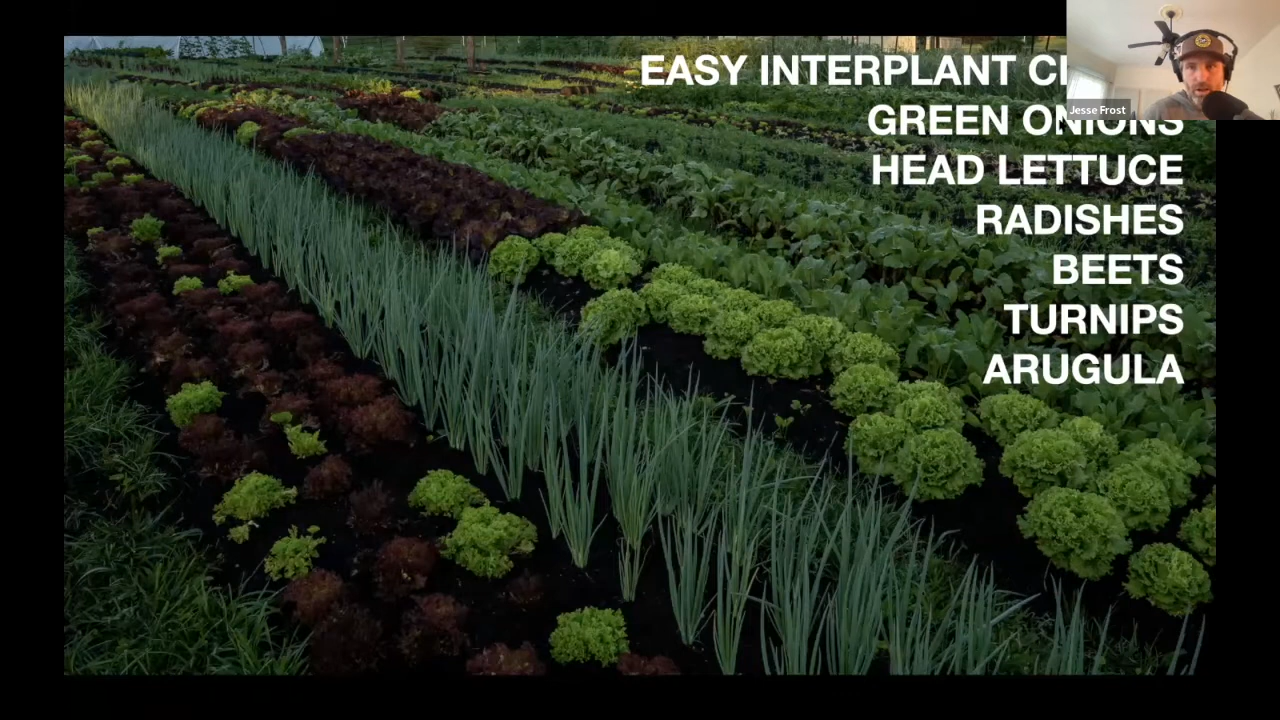 EASY INTERPLANT
GREEN ONIONS
HEAD LETTUCE
RADISHES
BEETS
TURNIPS
ARUGULA
Jesse Frost